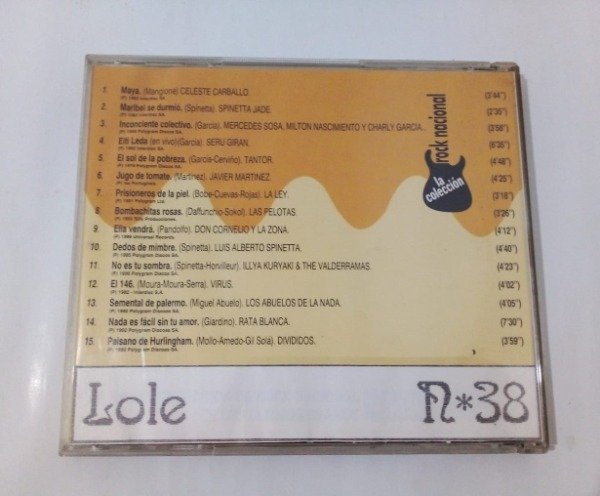 1. Maya. (Mangione) CELESTE CARBALLO (3'44")
2. Maribel se durmió. (Spinetta). SPINETTA JADE. (2'35")
3. Inconciente colectivo. (García). MERCEDES SOSA, MILTON NASCIMIENTO Y CHARLY GARCIA.. (3'56")
4. Eiti Leda (en vivo)(García). SERU GIRAN. (6'35")
5. El sol de la pobreza. (García-Cerviño). TANTOR. (4'48")
6. Jugo de tomate. (Martínez). JAVIER MARTINEZ. (4'25")
7. Prisioneros de la piel. (Bobe-Cuevas-Rojas). LA LEY. (3'18")
8. Bombachitas rosas. (Daffunchio-Sokol). LAS PELOTAS. (3'26")
9. Ella vendrá. (Pandolfo). DON CORNELIO Y LA ZONA. (4'12")
10. Dedos de mimbre. (Spinetta). LUIS ALBERTO SPINETTA. (4'40")
11. No es tu sombra. (Spinetta-Horvilleur). ILLYA KURYAKI & THE VALDERRAMAS. (4'23")
12. El 146. (Moura-Moura-Serra). VIRUS. (4'02")
13. Semental de palermo. (Miguel Abuelo). LOS ABUELOS DE LA NADA. (4'05")
14. Nada es fácil sin tu amor. (Giardino). RATA BLANCA. (7'30")
15. Paisano de Hurlingham. (Mollo-Arnedo-Gil Solá). DIVIDIDOS. (3'59")
rock nacional
la
colección
Lole N*38